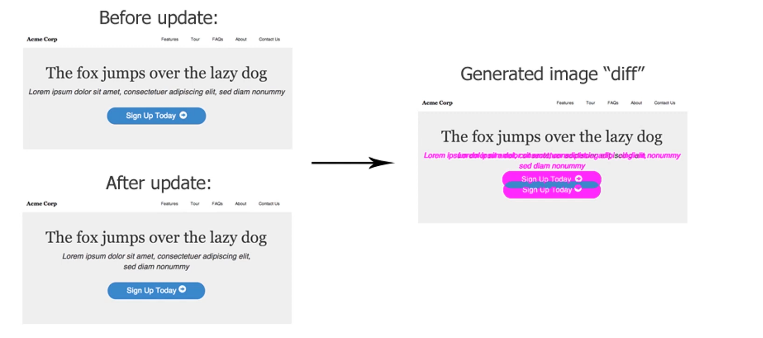 Before update:
Acme Corp Features Tour FAQs About Contact Us
The fox jumps over the lazy dog
Lorem ipsum dolor sit amet, consectetuer adipiscing elit, sed diam nonummy
Sign Up Today
After update:
Acme Corp Features Tour FAQs About Contact Us
The fox jumps over the lazy dog
Lorem ipsum dolor sit amet, consectetuer adipiscing elit,
sed diam nonummy
Sign Up Today
Generated image “diff”
Acme Corp Features Tour FAQs About Contact Us
The fox jumps over the lazy dog
Lorem nonummy
sed diam nonummy
Sign Up Today
Sign Up Today